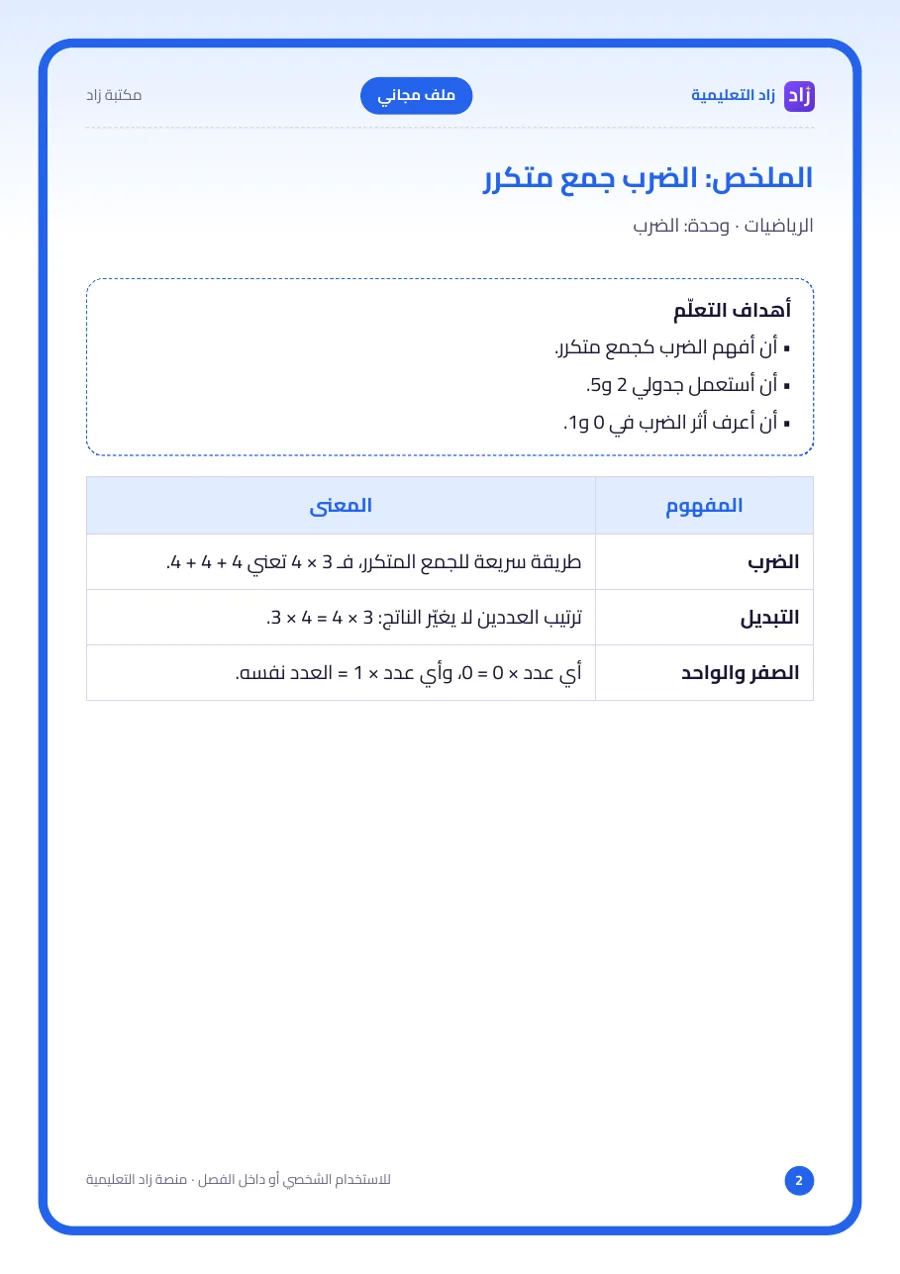 زاد
زاد التعليمية
ملف مجاني
مكتبة زاد
الملخص: الضرب جمع متكرر
الرياضيات · وحدة: الضرب
أهداف التعلّم
▪ أن أفهم الضرب كجمع متكرر.
▪ أن أستعمل جدولي 2 و5.
▪ أن أعرف أثر الضرب في 0 و1.
المفهوم
المعنى
الضرب
طريقة سريعة للجمع المتكرر، فـ 3 × 4 تعني 4 + 4 + 4.
التبديل
ترتيب العددين لا يغيّر الناتج: 3 × 4 = 4 × 3.
الصفر والواحد
أي عدد × 0 = 0، وأي عدد × 1 = العدد نفسه.
2
للاستخدام الشخصي أو داخل الفصل · منصة زاد التعليمية